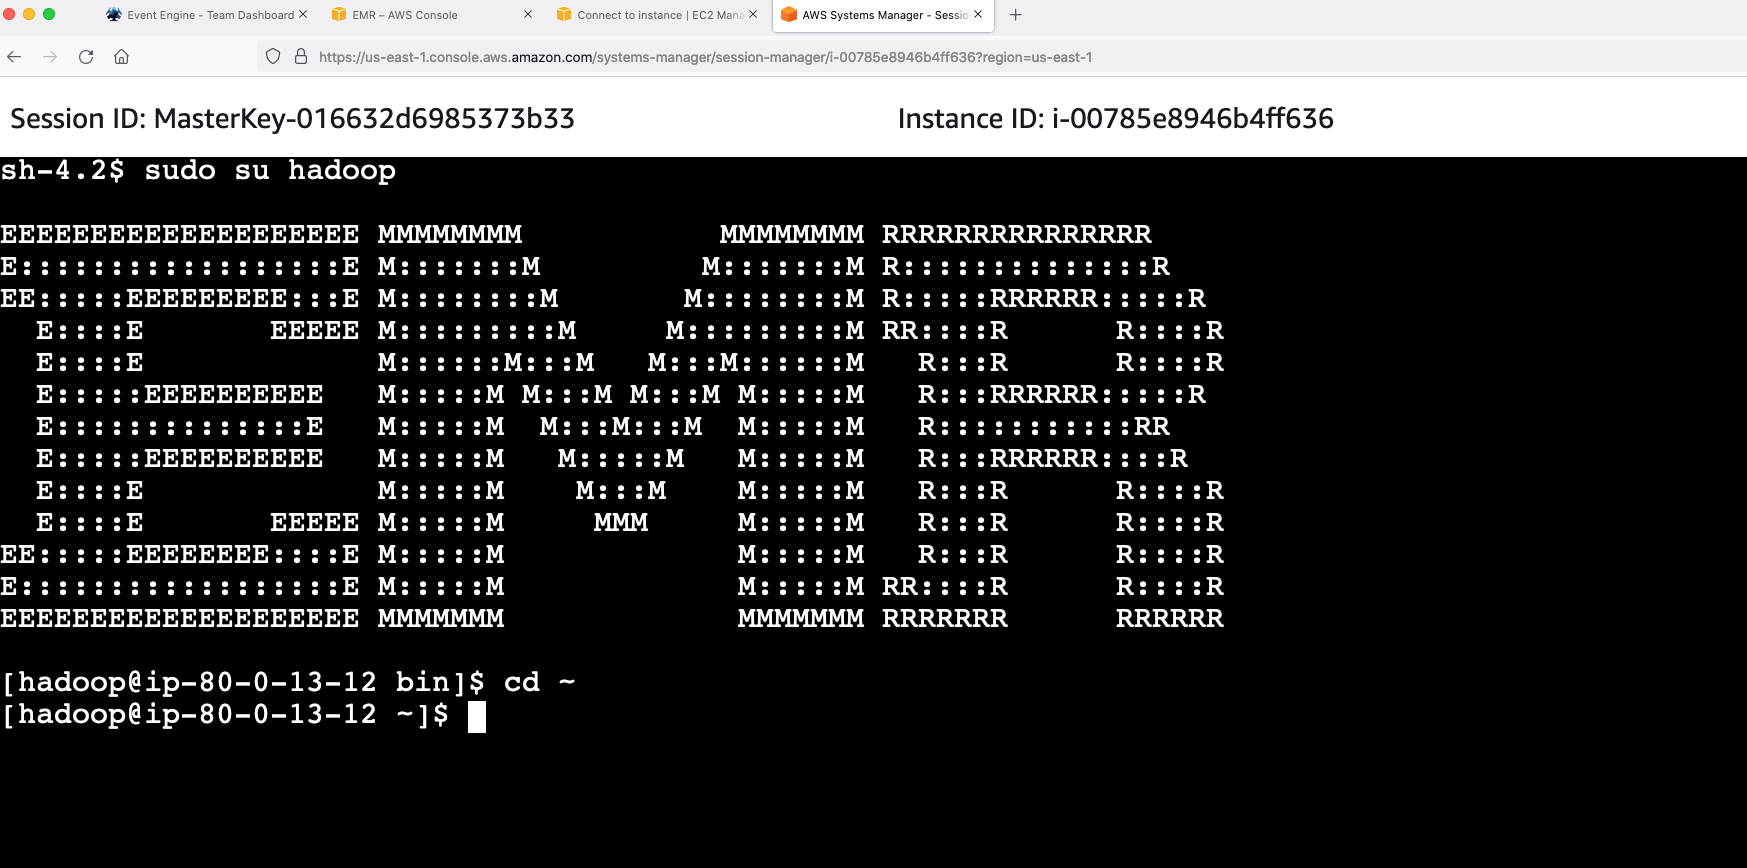 Event Engine - Team Dashboard
EMR – AWS Console
Connect to instance | EC2 Mana
AWS Systems Manager - Sessio
https://us-east-1.console.aws.amazon.com/systems-manager/session-manager/i-00785e8946b4ff636?region=us-east-1
Session ID: MasterKey-016632d6985373b33
Instance ID: i-00785e8946b4ff636
sh-4.2$ sudo su hadoop
EEEEEEEEEEEEEEEEEEEE MMMMMMMM           MMMMMMMM RRRRRRRRRRRRRRR
E::::::::::::::::::E M:::::::M         M:::::::M R::::::::::::::R
EE:::::EEEEEEEEE:::E M::::::::M       M::::::::M R:::::RRRRRR:::::R
  E::::E       EEEEE M:::::::::M     M:::::::::M RR::::R      R::::R
  E::::E             M::::::M:::M   M:::M::::::M   R:::R      R::::R
  E:::::EEEEEEEEEE   M:::::M M:::M M:::M M:::::M   R:::RRRRRR:::::R
  E::::::::::::::E   M:::::M  M:::M:::M  M:::::M   R:::::::::::RR
  E:::::EEEEEEEEEE   M:::::M   M:::::M   M:::::M   R:::RRRRRR::::R
  E::::E             M:::::M    M:::M    M:::::M   R:::R      R::::R
  E::::E       EEEEE M:::::M     MMM     M:::::M   R:::R      R::::R
EE:::::EEEEEEEE::::E M:::::M             M:::::M   R:::R      R::::R
E::::::::::::::::::E M:::::M             M:::::M RR::::R      R::::R
EEEEEEEEEEEEEEEEEEEE MMMMMMM             MMMMMMM RRRRRRR      RRRRRR
[hadoop@ip-80-0-13-12 bin]$ cd ~
[hadoop@ip-80-0-13-12 ~]$